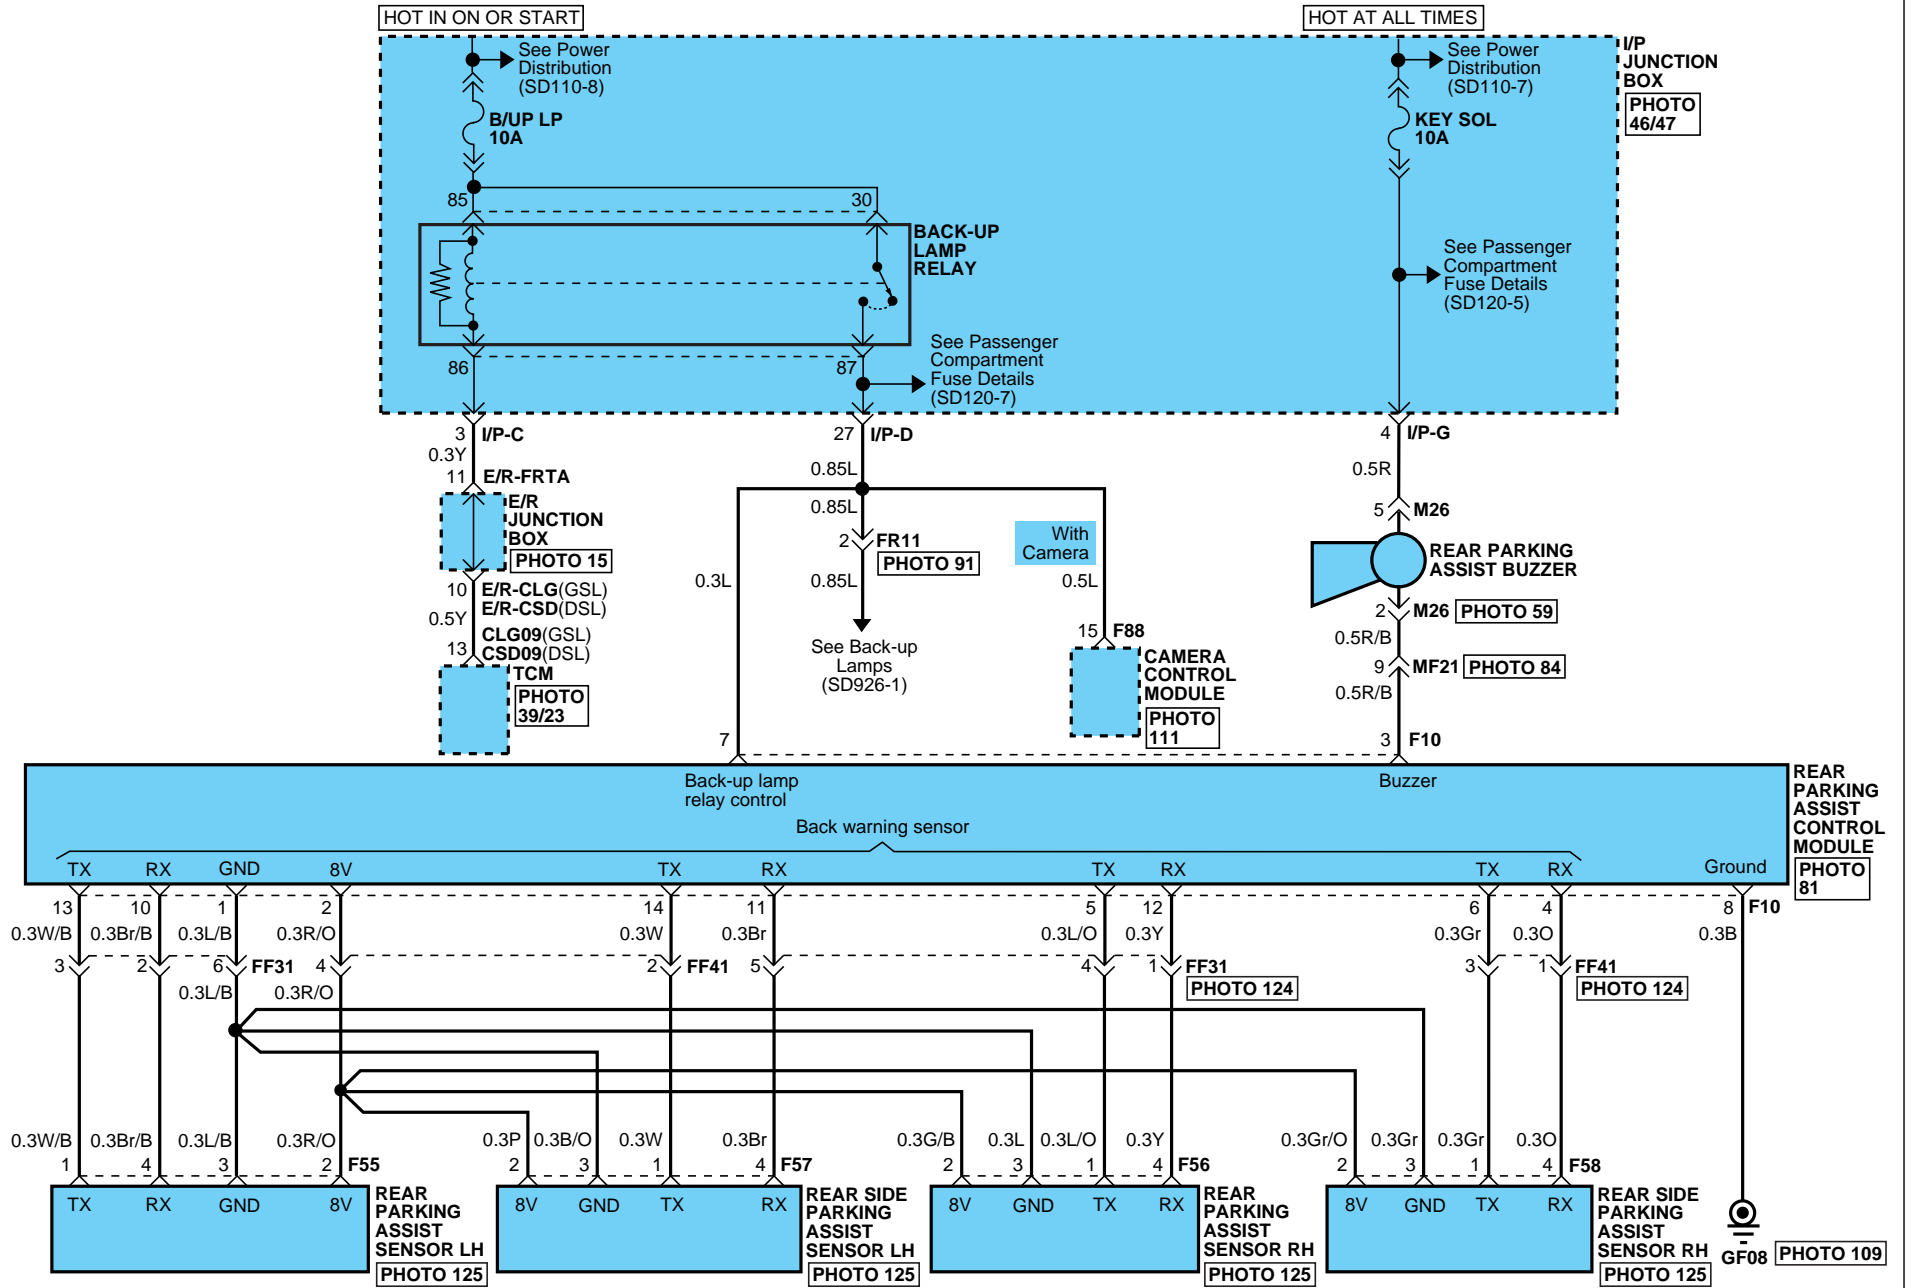 HOT IN ON OR START
HOT AT ALL TIMES
See Power
Distribution
(SD110-8)
See Power
Distribution
(SD110-7)
I/P
JUNCTION
BOX
PHOTO
46/47
B/UP LP
10A
KEY SOL
10A
85
30
BACK-UP
LAMP
RELAY
See Passenger
Compartment
Fuse Details
(SD120-5)
86
87
See Passenger
Compartment
Fuse Details
(SD120-7)
3 I/P-C
27 I/P-D
4 I/P-G
0.3Y
0.85L
0.5R
11 E/R-FRTA
E/R
JUNCTION
BOX
PHOTO 15
0.85L
2 FR11
PHOTO 91
With
Camera
5 M26
REAR PARKING
ASSIST BUZZER
10 E/R-CLG(GSL)
E/R-CSD(DSL)
0.5Y
0.3L
0.85L
0.5L
2 M26 PHOTO 59
0.5R/B
CLG09(GSL)
13 CSD09(DSL)
TCM
PHOTO
39/23
See Back-up
Lamps
(SD926-1)
15 F88
CAMERA
CONTROL
MODULE
PHOTO
111
9 MF21 PHOTO 84
0.5R/B
7
3 F10
Back-up lamp
relay control
Buzzer
REAR
PARKING
ASSIST
CONTROL
MODULE
PHOTO
81
Back warning sensor
TX RX GND 8V TX RX TX RX TX RX Ground
13 10 1 2 14 11 5 12 6 4 8 F10
0.3W/B 0.3Br/B 0.3L/B 0.3R/O 0.3W 0.3Br 0.3L/O 0.3Y 0.3Gr 0.3O 0.3B
3 2 6 FF31 4 2 FF41 5 4 1 FF31 3 1 FF41
PHOTO 124 PHOTO 124
0.3L/B 0.3R/O
0.3W/B 0.3Br/B 0.3L/B 0.3R/O 0.3P 0.3B/O 0.3W 0.3Br 0.3G/B 0.3L 0.3L/O 0.3Y 0.3Gr/O 0.3Gr 0.3Gr 0.3O
1 4 3 2 F55 2 3 1 4 F57 2 3 1 4 F56 2 3 1 4 F58
TX RX GND 8V
REAR
PARKING
ASSIST
SENSOR LH
PHOTO 125
8V GND TX RX
REAR SIDE
PARKING
ASSIST
SENSOR LH
PHOTO 125
8V GND TX RX
REAR
PARKING
ASSIST
SENSOR RH
PHOTO 125
8V GND TX RX
REAR SIDE
PARKING
ASSIST
SENSOR RH
PHOTO 125
GF08 PHOTO 109